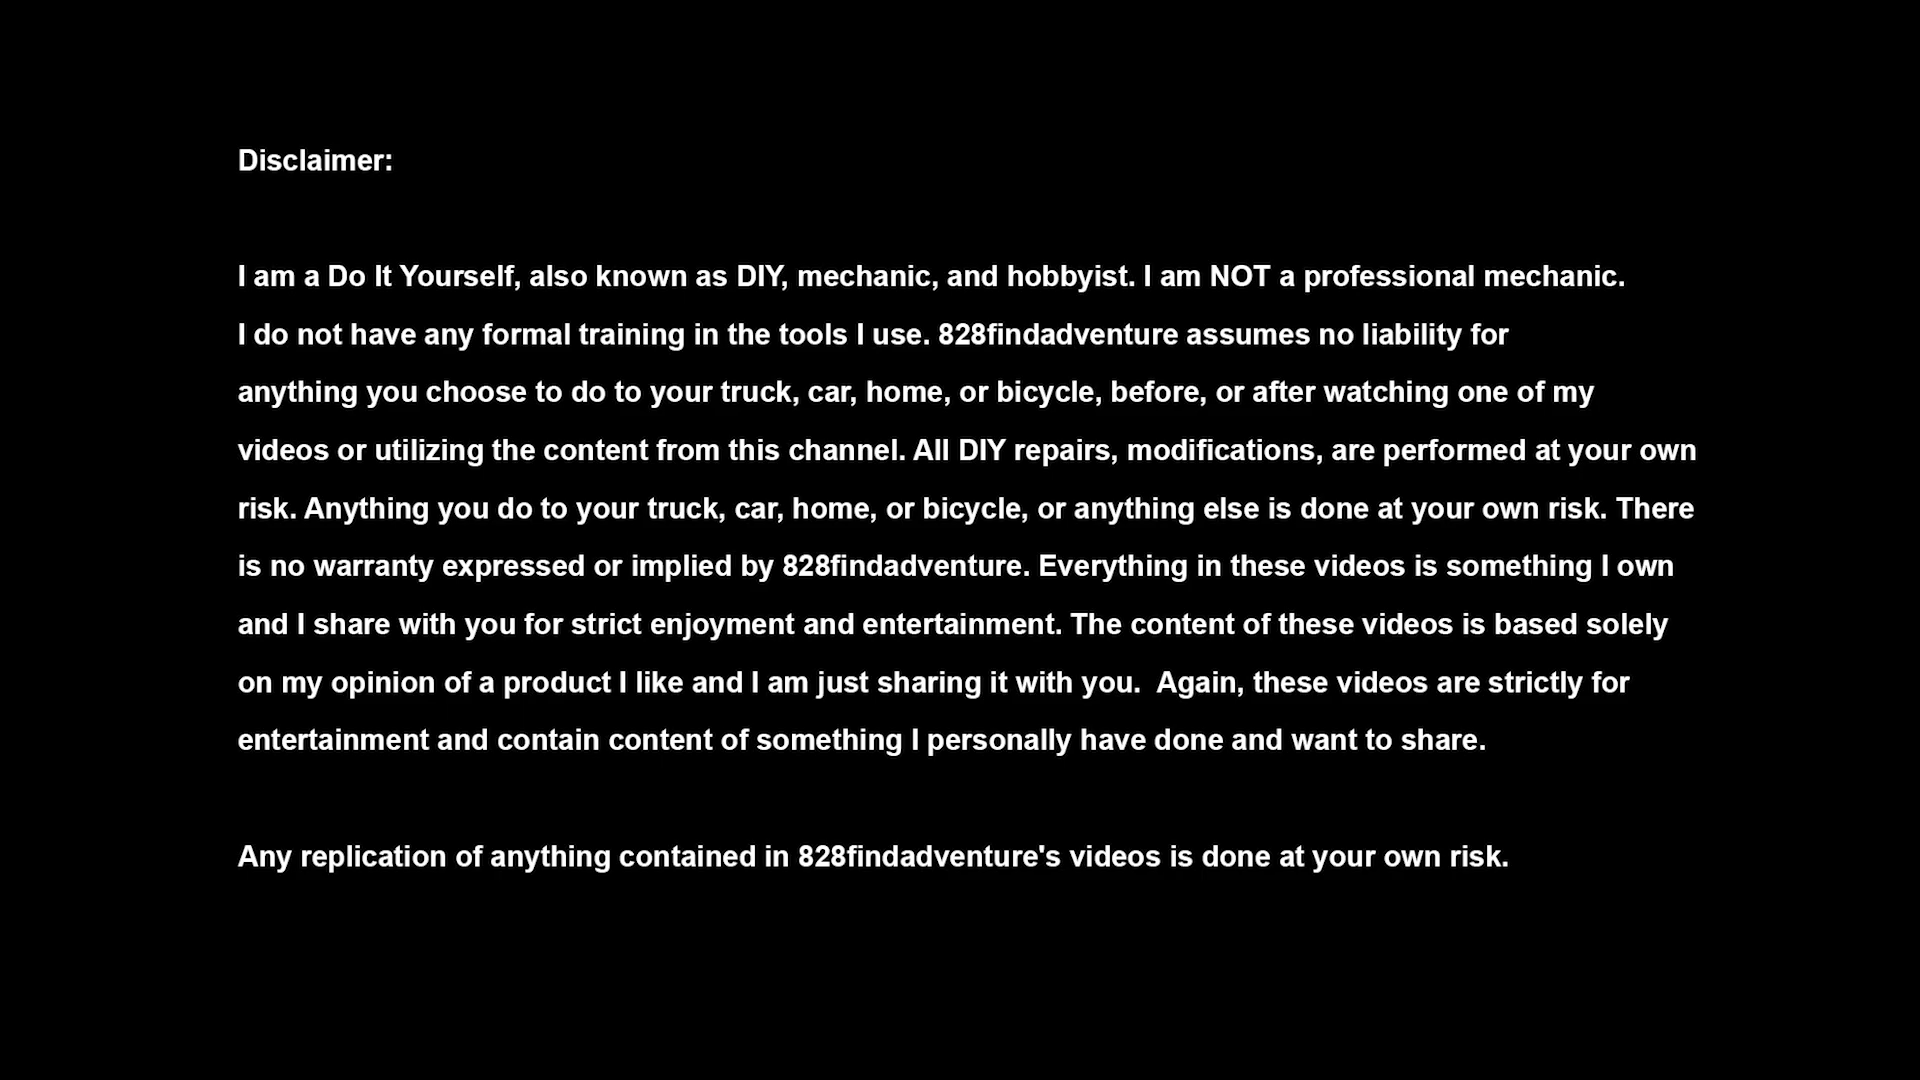 Disclaimer:
I am a Do It Yourself, also known as DIY, mechanic, and hobbyist. I am NOT a professional mechanic.
I do not have any formal training in the tools I use. 828findadventure assumes no liability for
anything you choose to do to your truck, car, home, or bicycle, before, or after watching one of my
videos or utilizing the content from this channel. All DIY repairs, modifications, are performed at your own
risk. Anything you do to your truck, car, home, or bicycle, or anything else is done at your own risk. There
is no warranty expressed or implied by 828findadventure. Everything in these videos is something I own
and I share with you for strict enjoyment and entertainment. The content of these videos is based solely
on my opinion of a product I like and I am just sharing it with you.  Again, these videos are strictly for
entertainment and contain content of something I personally have done and want to share.
Any replication of anything contained in 828findadventure's videos is done at your own risk.